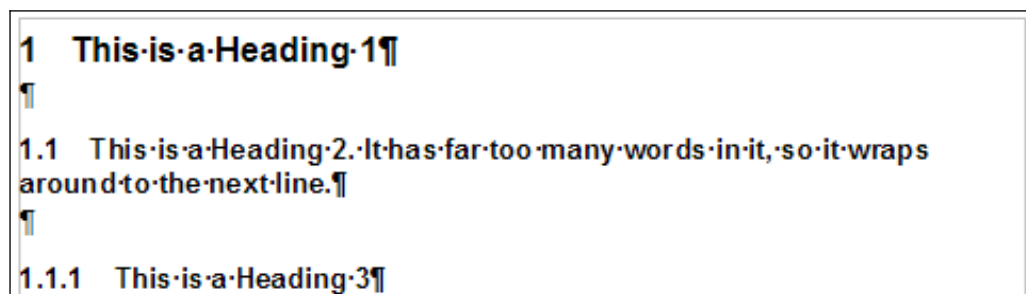 1 This·is·a·Heading·1¶
¶
1.1 This·is·a·Heading·2.·It·has·far·too·many·words·in·it,·so·it·wraps
around·to·the·next·line.¶
¶
1.1.1 This·is·a·Heading·3¶